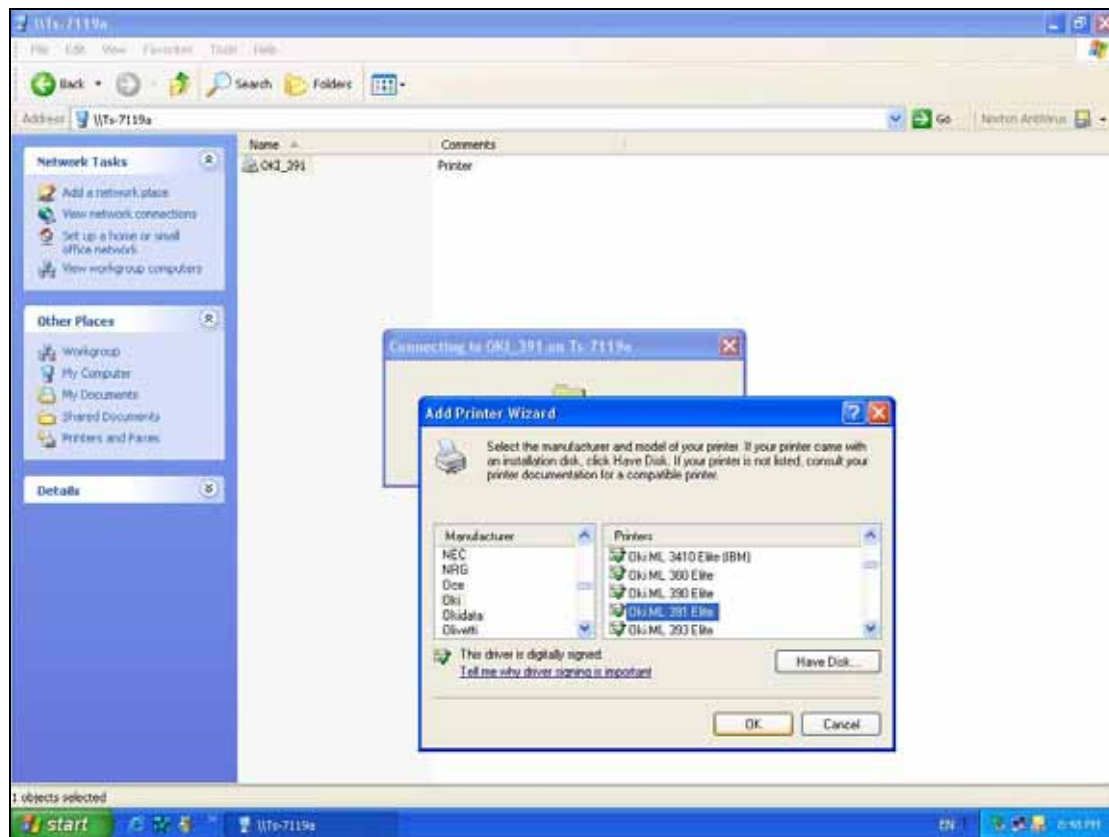 \\Ts-7119a
File Edit View Favorites Tools Help
Back Search Folders
Address \\Ts-7119a Go Norton AntiVirus
Name Comments
OKI_391 Printer
Network Tasks
Add a network place
View network connections
Set up a home or small
office network
View workgroup computers
Other Places
Workgroup
My Computer
My Documents
Shared Documents
Printers and Faxes
Details
Connecting to OKI_391 on Ts-7119a
Add Printer Wizard
Select the manufacturer and model of your printer. If your printer came with
an installation disk, click Have Disk. If your printer is not listed, consult your
printer documentation for a compatible printer.
Manufacturer
NEC
NRG
Oce
Oki
Okidata
Olivetti
Printers
Oki ML 3410 Elite (IBM)
Oki ML 380 Elite
Oki ML 390 Elite
Oki ML 391 Elite
Oki ML 393 Elite
This driver is digitally signed.
Tell me why driver signing is important
Have Disk...
OK Cancel
1 objects selected
start \\Ts-7119a EN